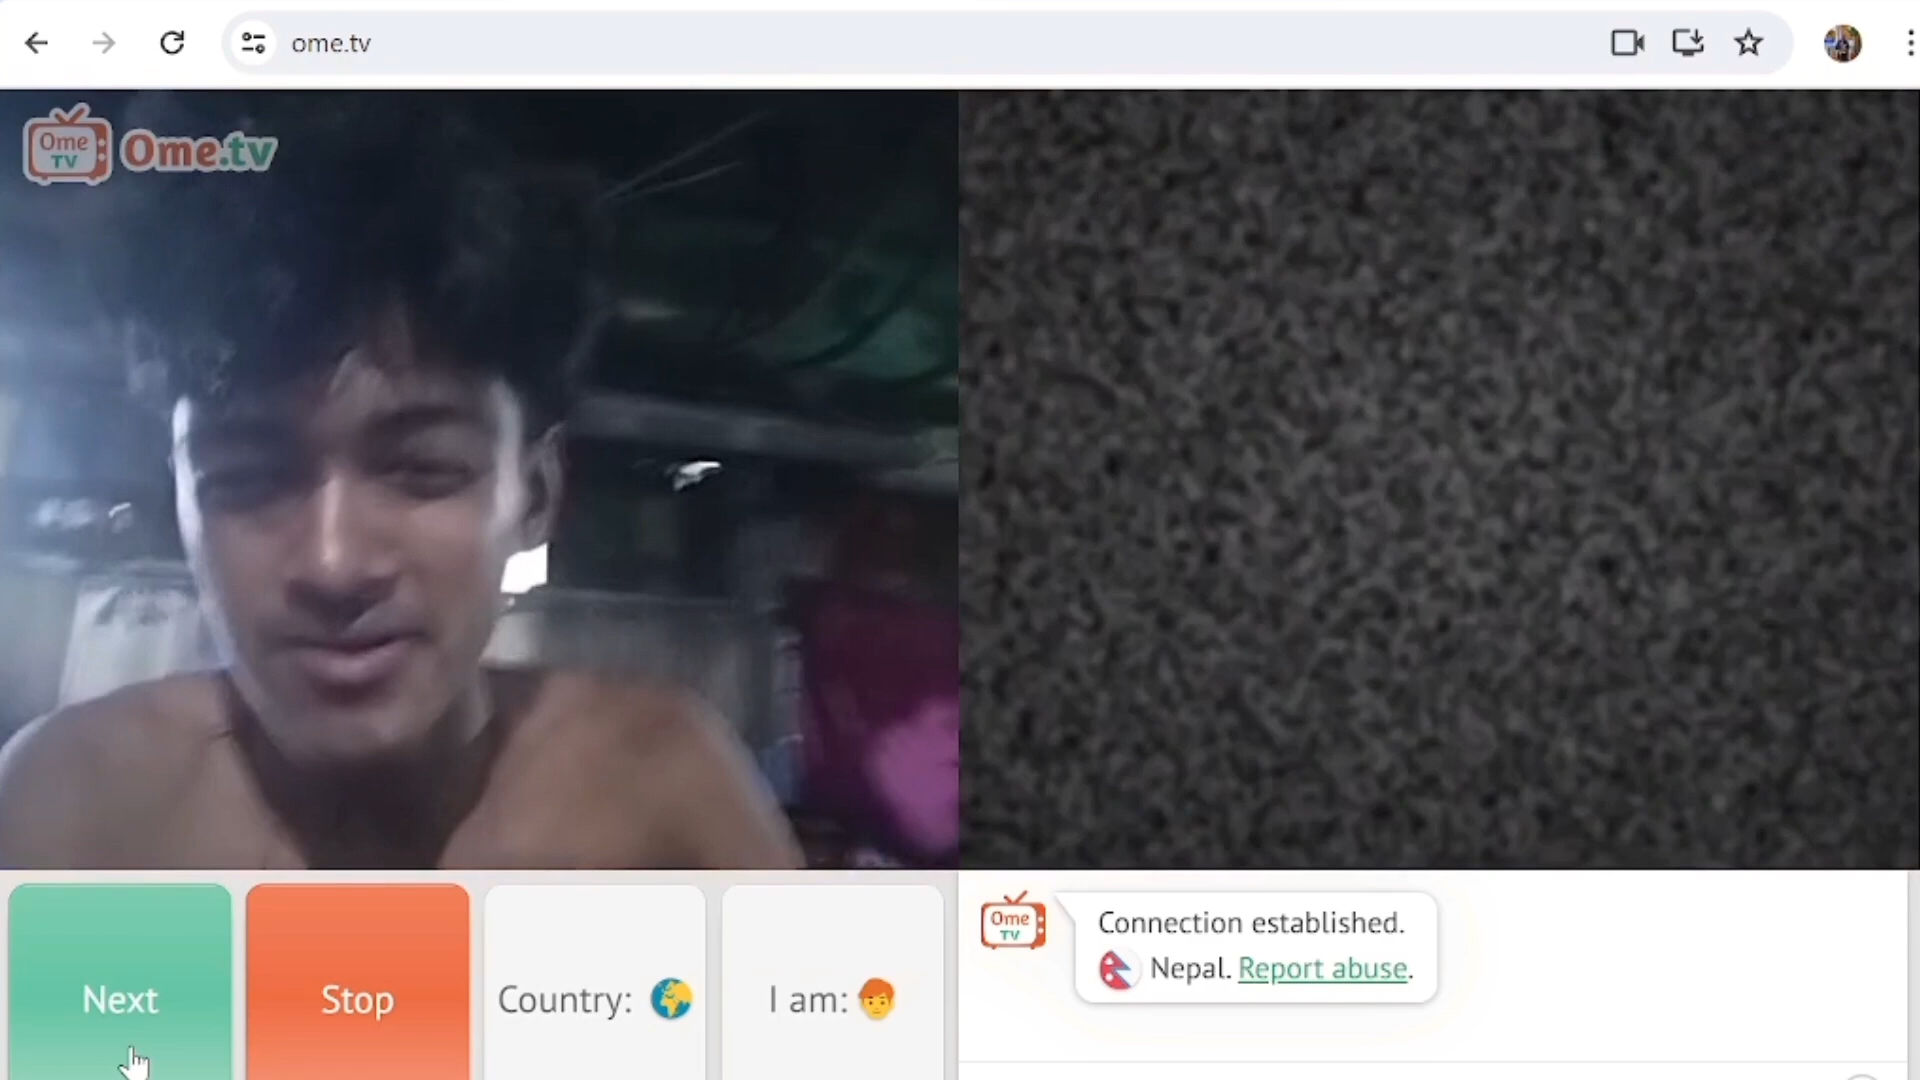 ome.tv
Ome
TV
Ome.tv
Next
Stop
Country:
I am:
Ome
TV
Connection established.
Nepal. Report abuse.